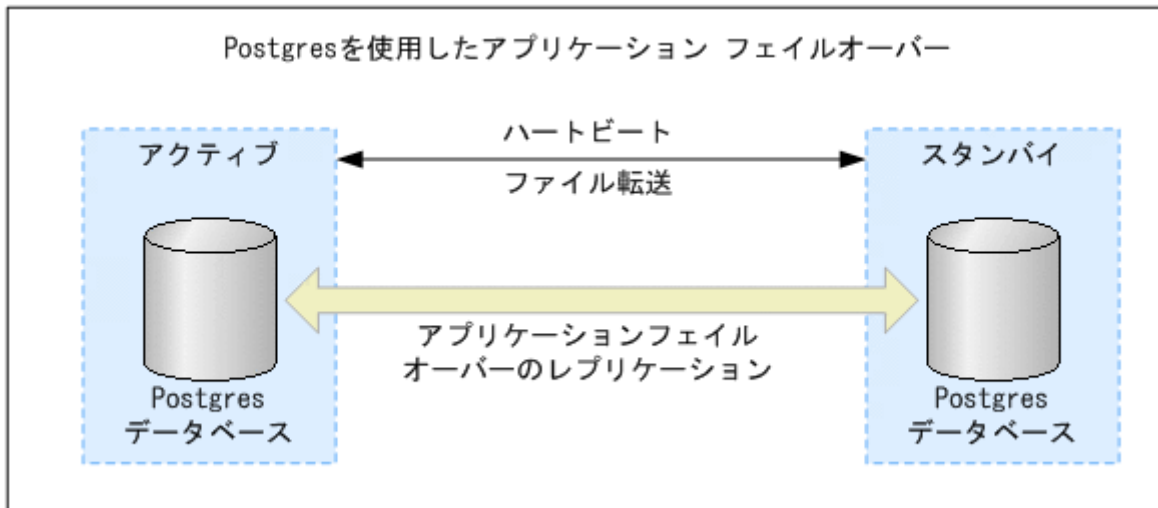 Postgresを使用したアプリケーション フェイルオーバー
ハートビート
アクティブ
スタンバイ
ファイル転送
アプリケーションフェイル
オーバーのレプリケーション
Postgres
データベース
Postgres
データベース